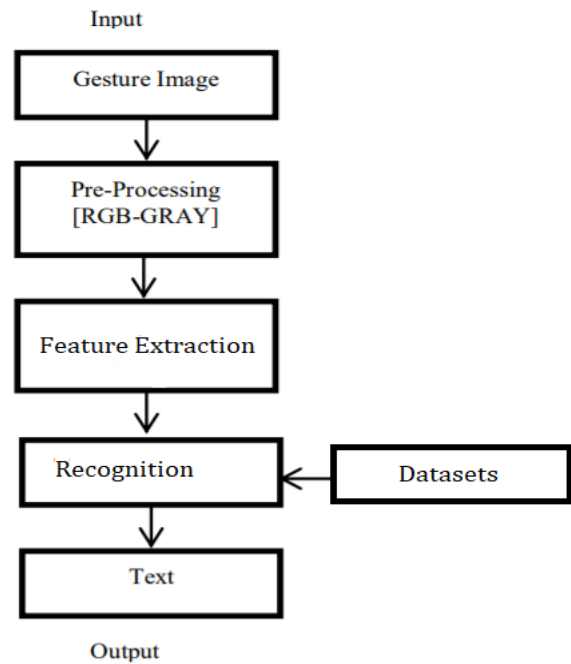 Input
Gesture Image
Pre-Processing
[RGB-GRAY]
Feature Extraction
Recognition
Datasets
Text
Output